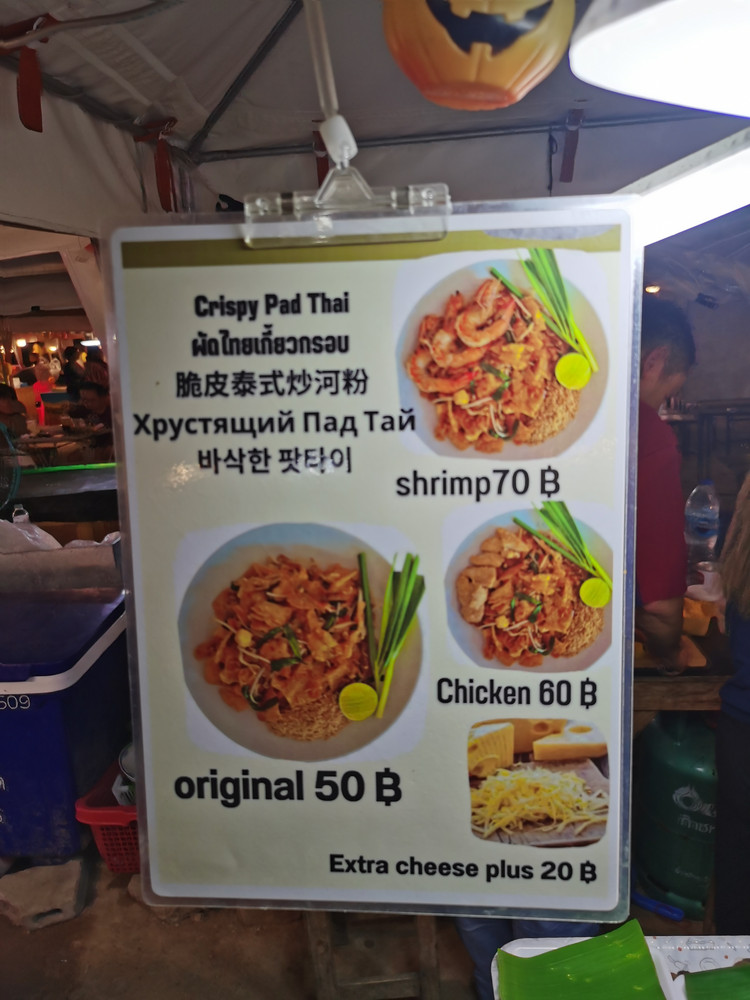 Crispy Pad Thai
ผัดไทยเกี้ยวกรอบ
脆皮泰式炒河粉
Хрустящий Пад Тай
바삭한 팟타이
shrimp70 ฿
Chicken 60 ฿
original 50 ฿
Extra cheese plus 20 ฿
509